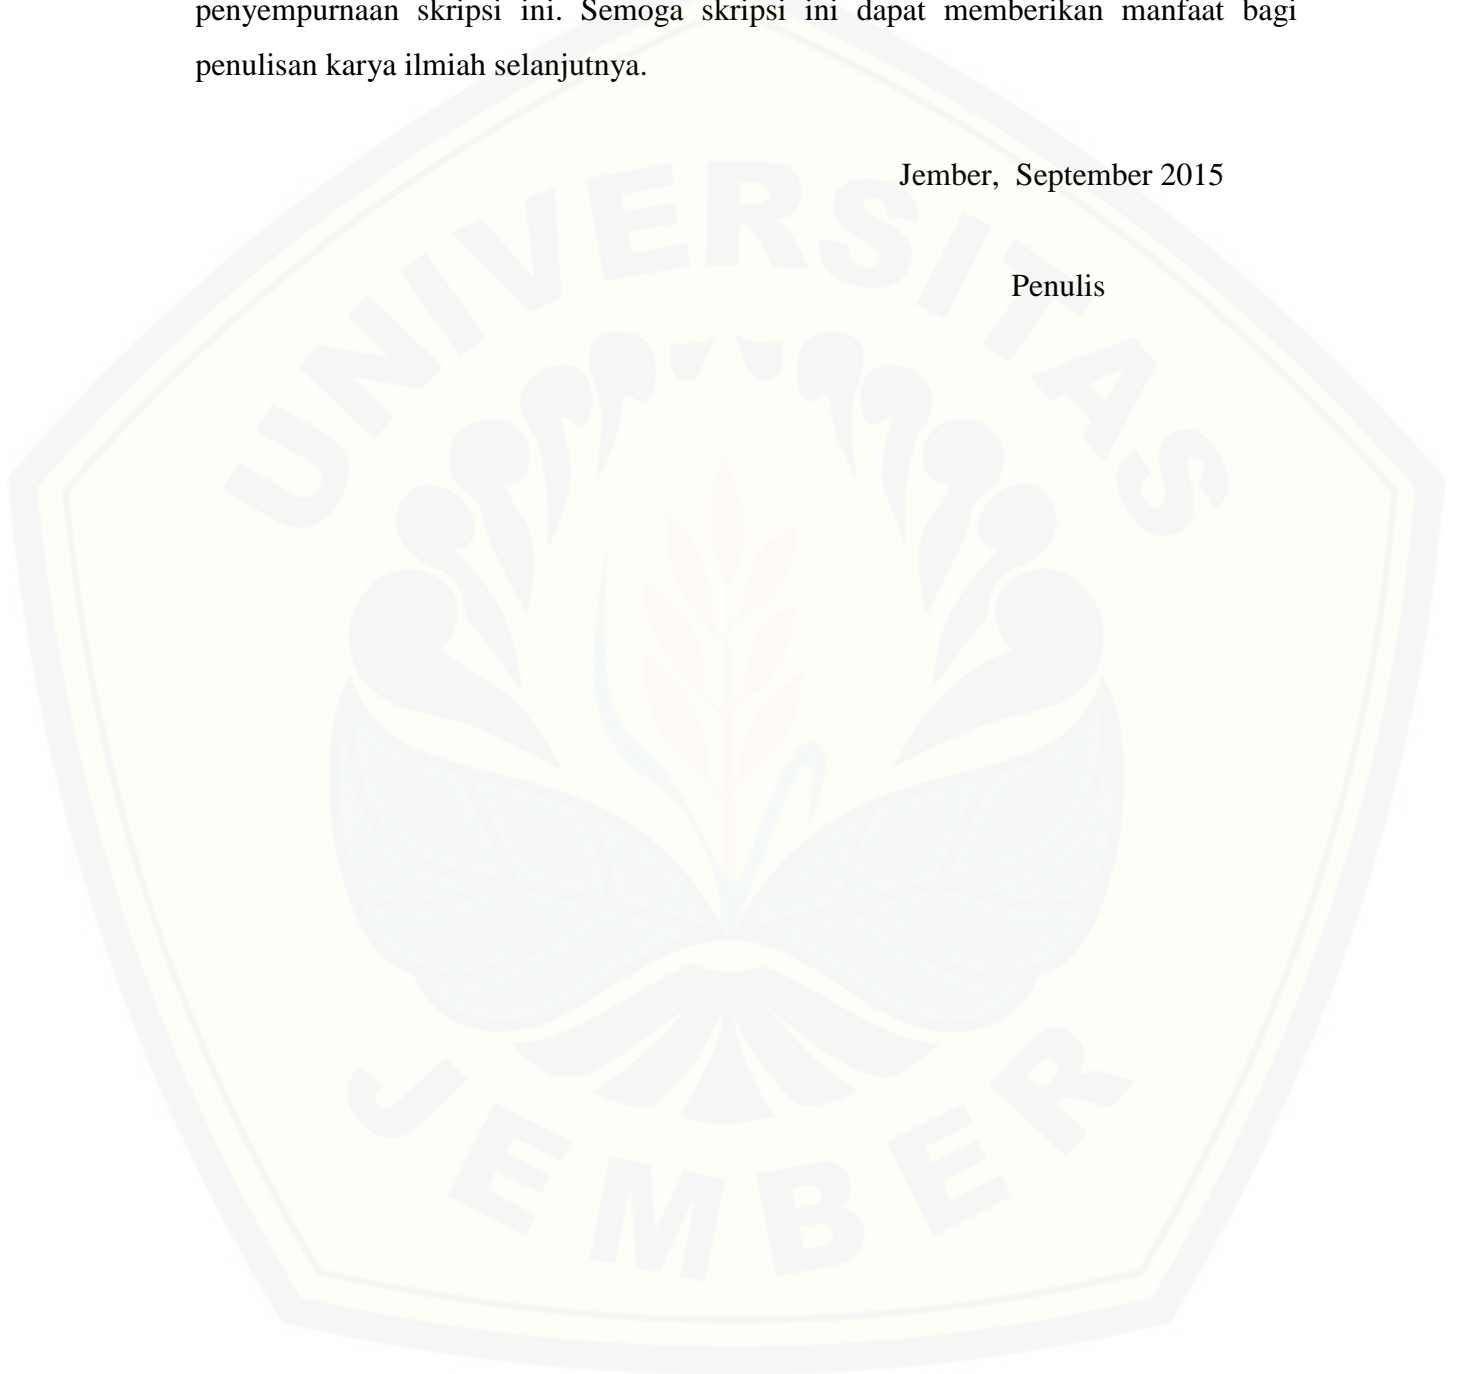 penyempurnaan skripsi ini. Semoga skripsi ini dapat memberikan manfaat bagi
penulisan karya ilmiah selanjutnya.
Jember, September 2015
Penulis
UNIVERSITAS
JEMBER